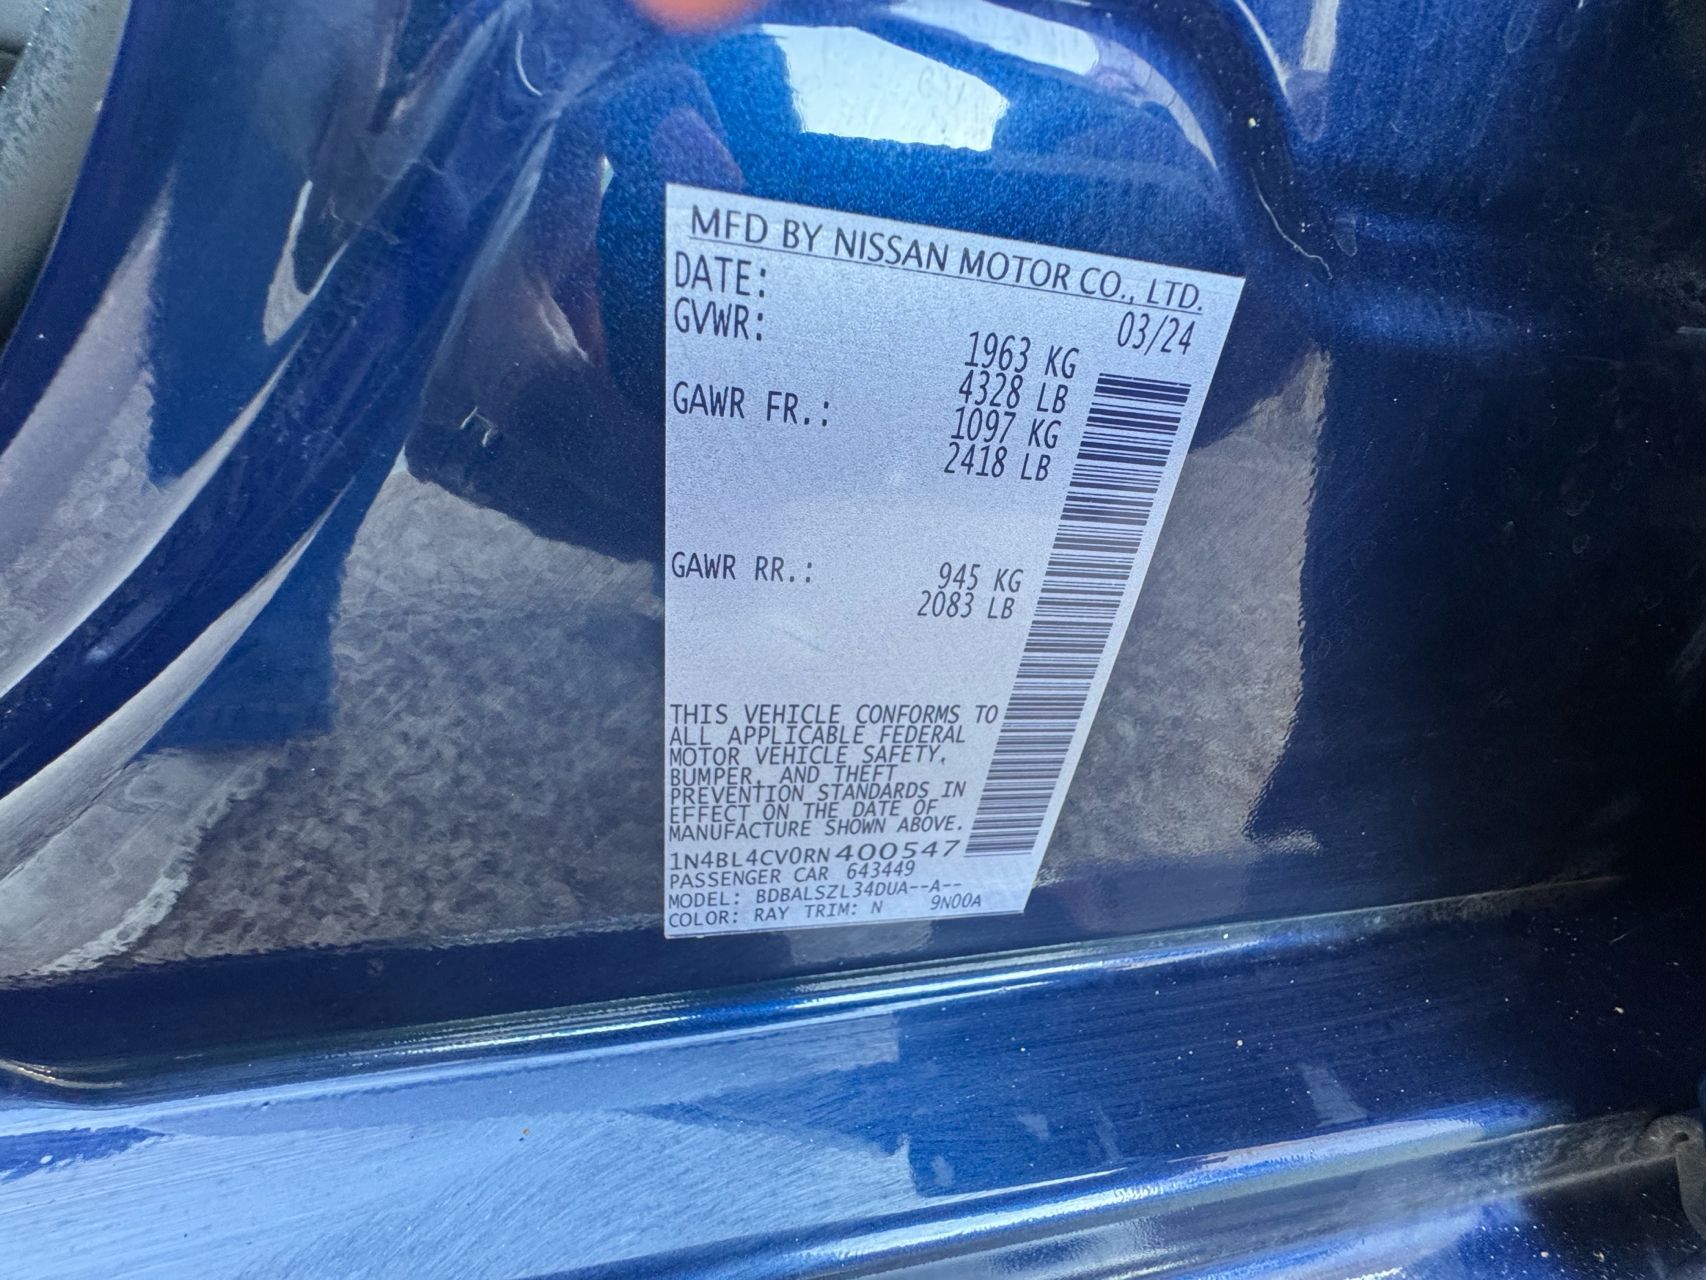 MFD BY NISSAN MOTOR CO., LTD.
DATE: 03/24
GVWR: 1963 KG
4328 LB
GAWR FR.: 1097 KG
2418 LB
GAWR RR.: 945 KG
2083 LB
THIS VEHICLE CONFORMS TO
ALL APPLICABLE FEDERAL
MOTOR VEHICLE SAFETY,
BUMPER, AND THEFT
PREVENTION STANDARDS IN
EFFECT ON THE DATE OF
MANUFACTURE SHOWN ABOVE.
1N4BL4CV0RN400547
PASSENGER CAR 643449
MODEL: BDBALSZL34DUA--A--
COLOR: RAY TRIM: N 9N00A